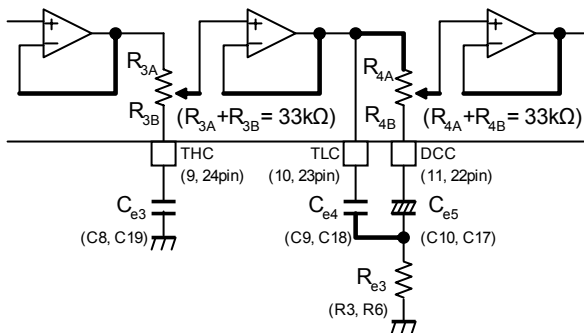 +
−
+
−
+
−
R3A
R4A
R3B
(R3A+R3B= 33kΩ)
R4B
(R4A+R4B= 33kΩ)
THC
TLC
DCC
(9, 24pin)
(10, 23pin)
(11, 22pin)
Ce3
Ce4
Ce5
(C8, C19)
(C9, C18)
(C10, C17)
Re3
(R3, R6)